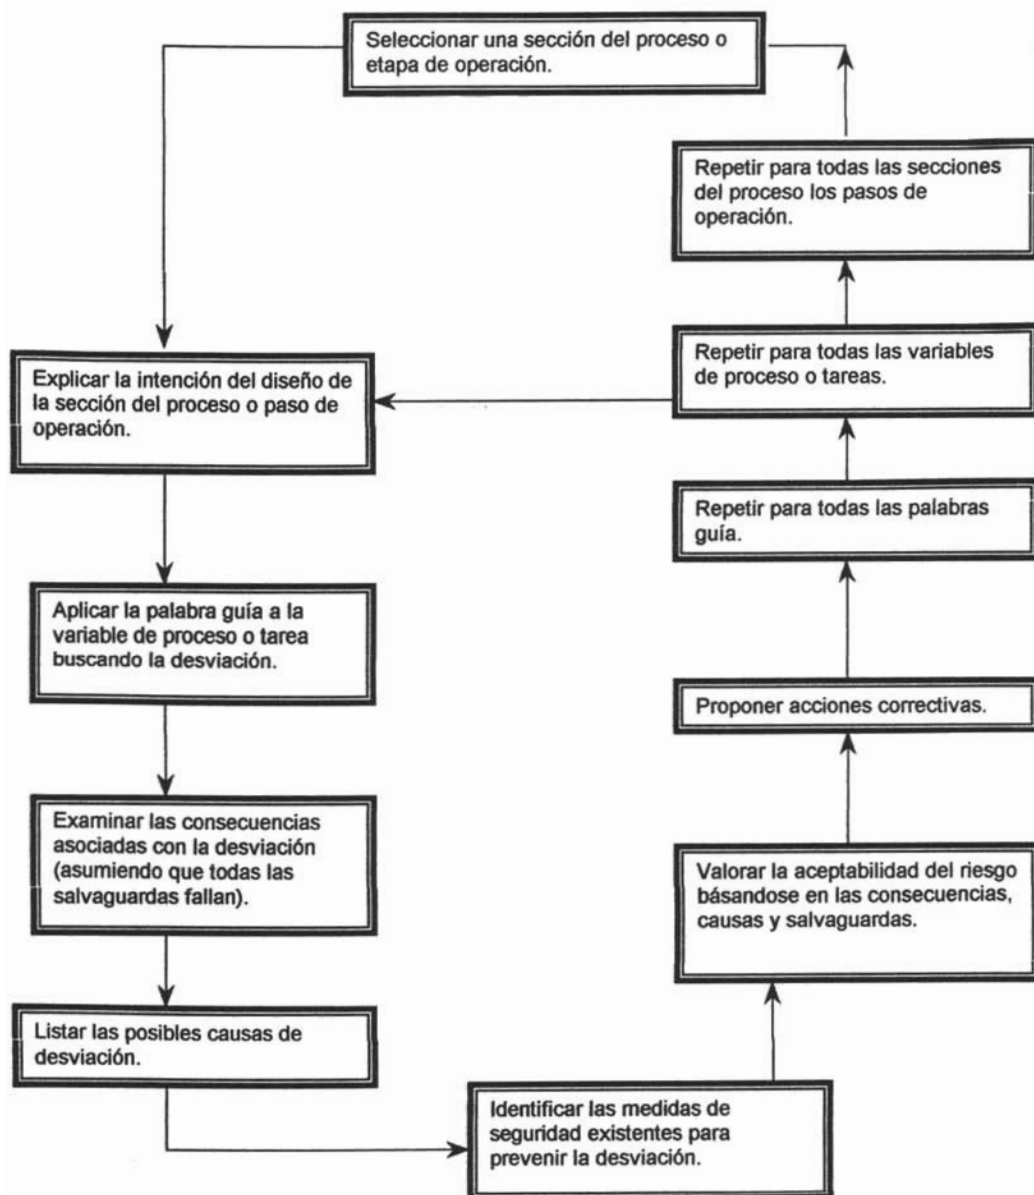 Seleccionar una sección del proceso o
etapa de operación.
Repetir para todas las secciones
del proceso los pasos de
operación.
Repetir para todas las variables
de proceso o tareas.
Explicar la intención del diseño de
la sección del proceso o paso de
operación.
Repetir para todas las palabras
guía.
Aplicar la palabra guía a la
variable de proceso o tarea
buscando la desviación.
Proponer acciones correctivas.
Examinar las consecuencias
asociadas con la desviación
(asumiendo que todas las
salvaguardas fallan).
Valorar la aceptabilidad del riesgo
básándose en las consecuencias,
causas y salvaguardas.
Listar las posibles causas de
desviación.
Identificar las medidas de
seguridad existentes para
prevenir la desviación.